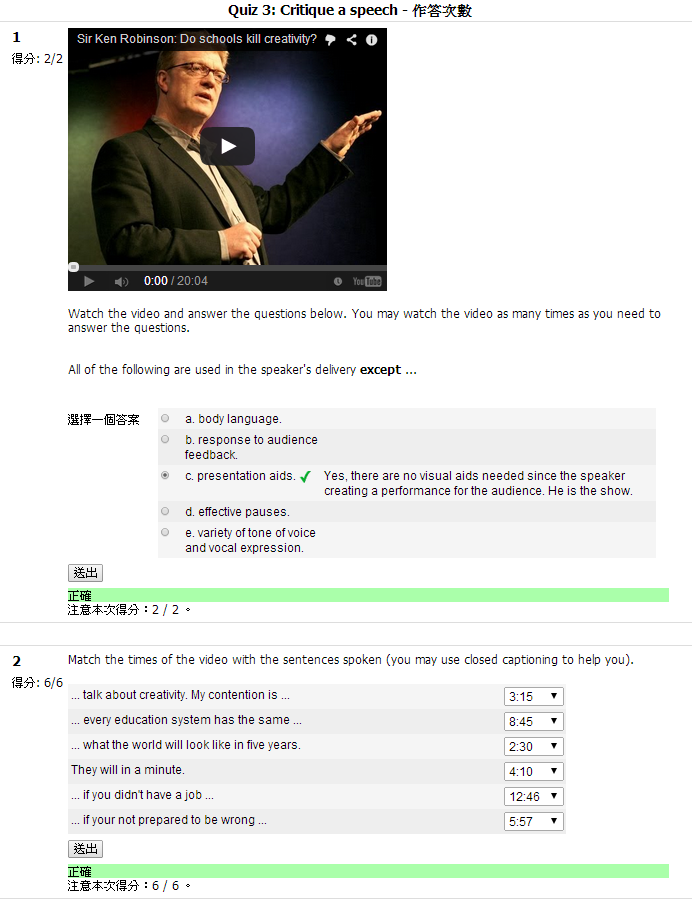 Quiz 3: Critique a speech - 作答次數
1
得分: 2/2
Sir Ken Robinson: Do schools kill creativity?
0:00 / 20:04
YouTube
Watch the video and answer the questions below. You may watch the video as many times as you need to
answer the questions.
All of the following are used in the speaker's delivery except ...
選擇一個答案
a. body language.
b. response to audience
feedback.
c. presentation aids. Yes, there are no visual aids needed since the speaker
creating a performance for the audience. He is the show.
d. effective pauses.
e. variety of tone of voice
and vocal expression.
送出
正確
注意本次得分：2 / 2 。
2
得分: 6/6
Match the times of the video with the sentences spoken (you may use closed captioning to help you).
... talk about creativity. My contention is ... 3:15
... every education system has the same ... 8:45
... what the world will look like in five years. 2:30
They will in a minute. 4:10
... if you didn't have a job ... 12:46
... if your not prepared to be wrong ... 5:57
送出
正確
注意本次得分：6 / 6 。